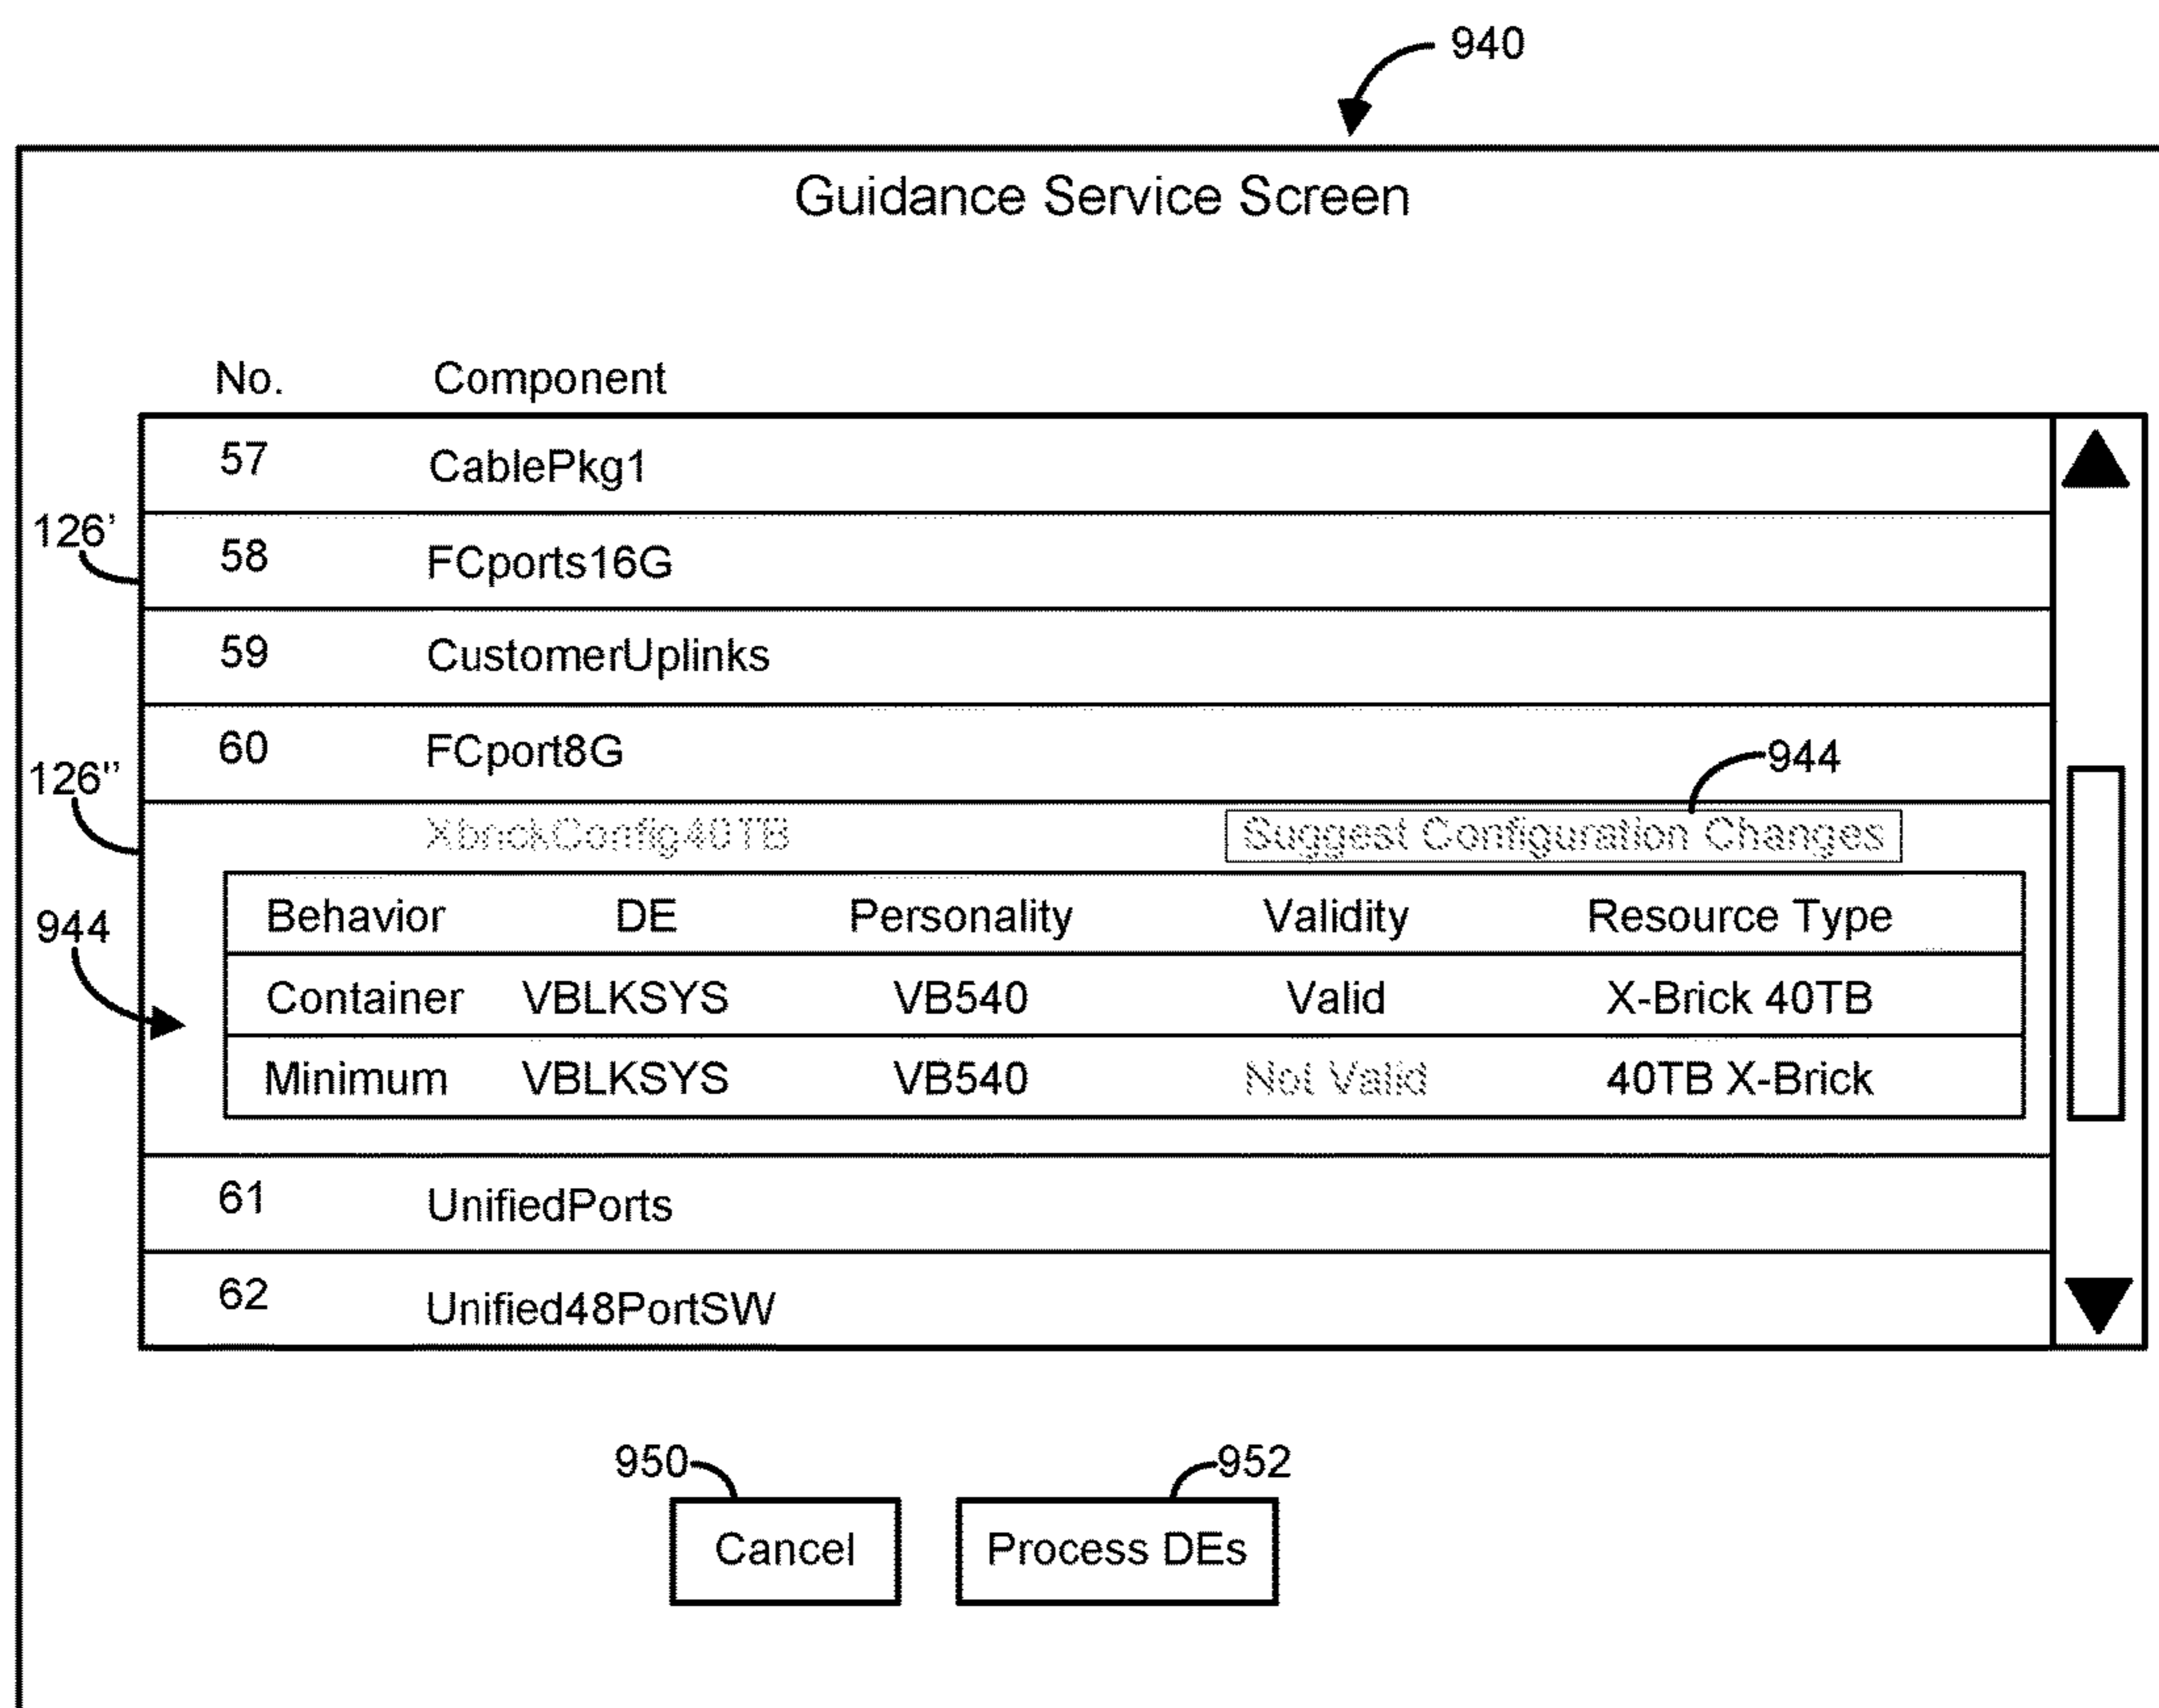 940
Guidance Service Screen
No. Component
57 CablePkg1
126'
58 FCports16G
59 CustomerUplinks
60 FCport8G
944
126"
XbrickConfig40TB Suggest Configuration Changes
944
Behavior DE Personality Validity Resource Type
Container VBLKSYS VB540 Valid X-Brick 40TB
Minimum VBLKSYS VB540 Not Valid 40TB X-Brick
61 UnifiedPorts
62 Unified48PortSW
950 952
Cancel Process DEs